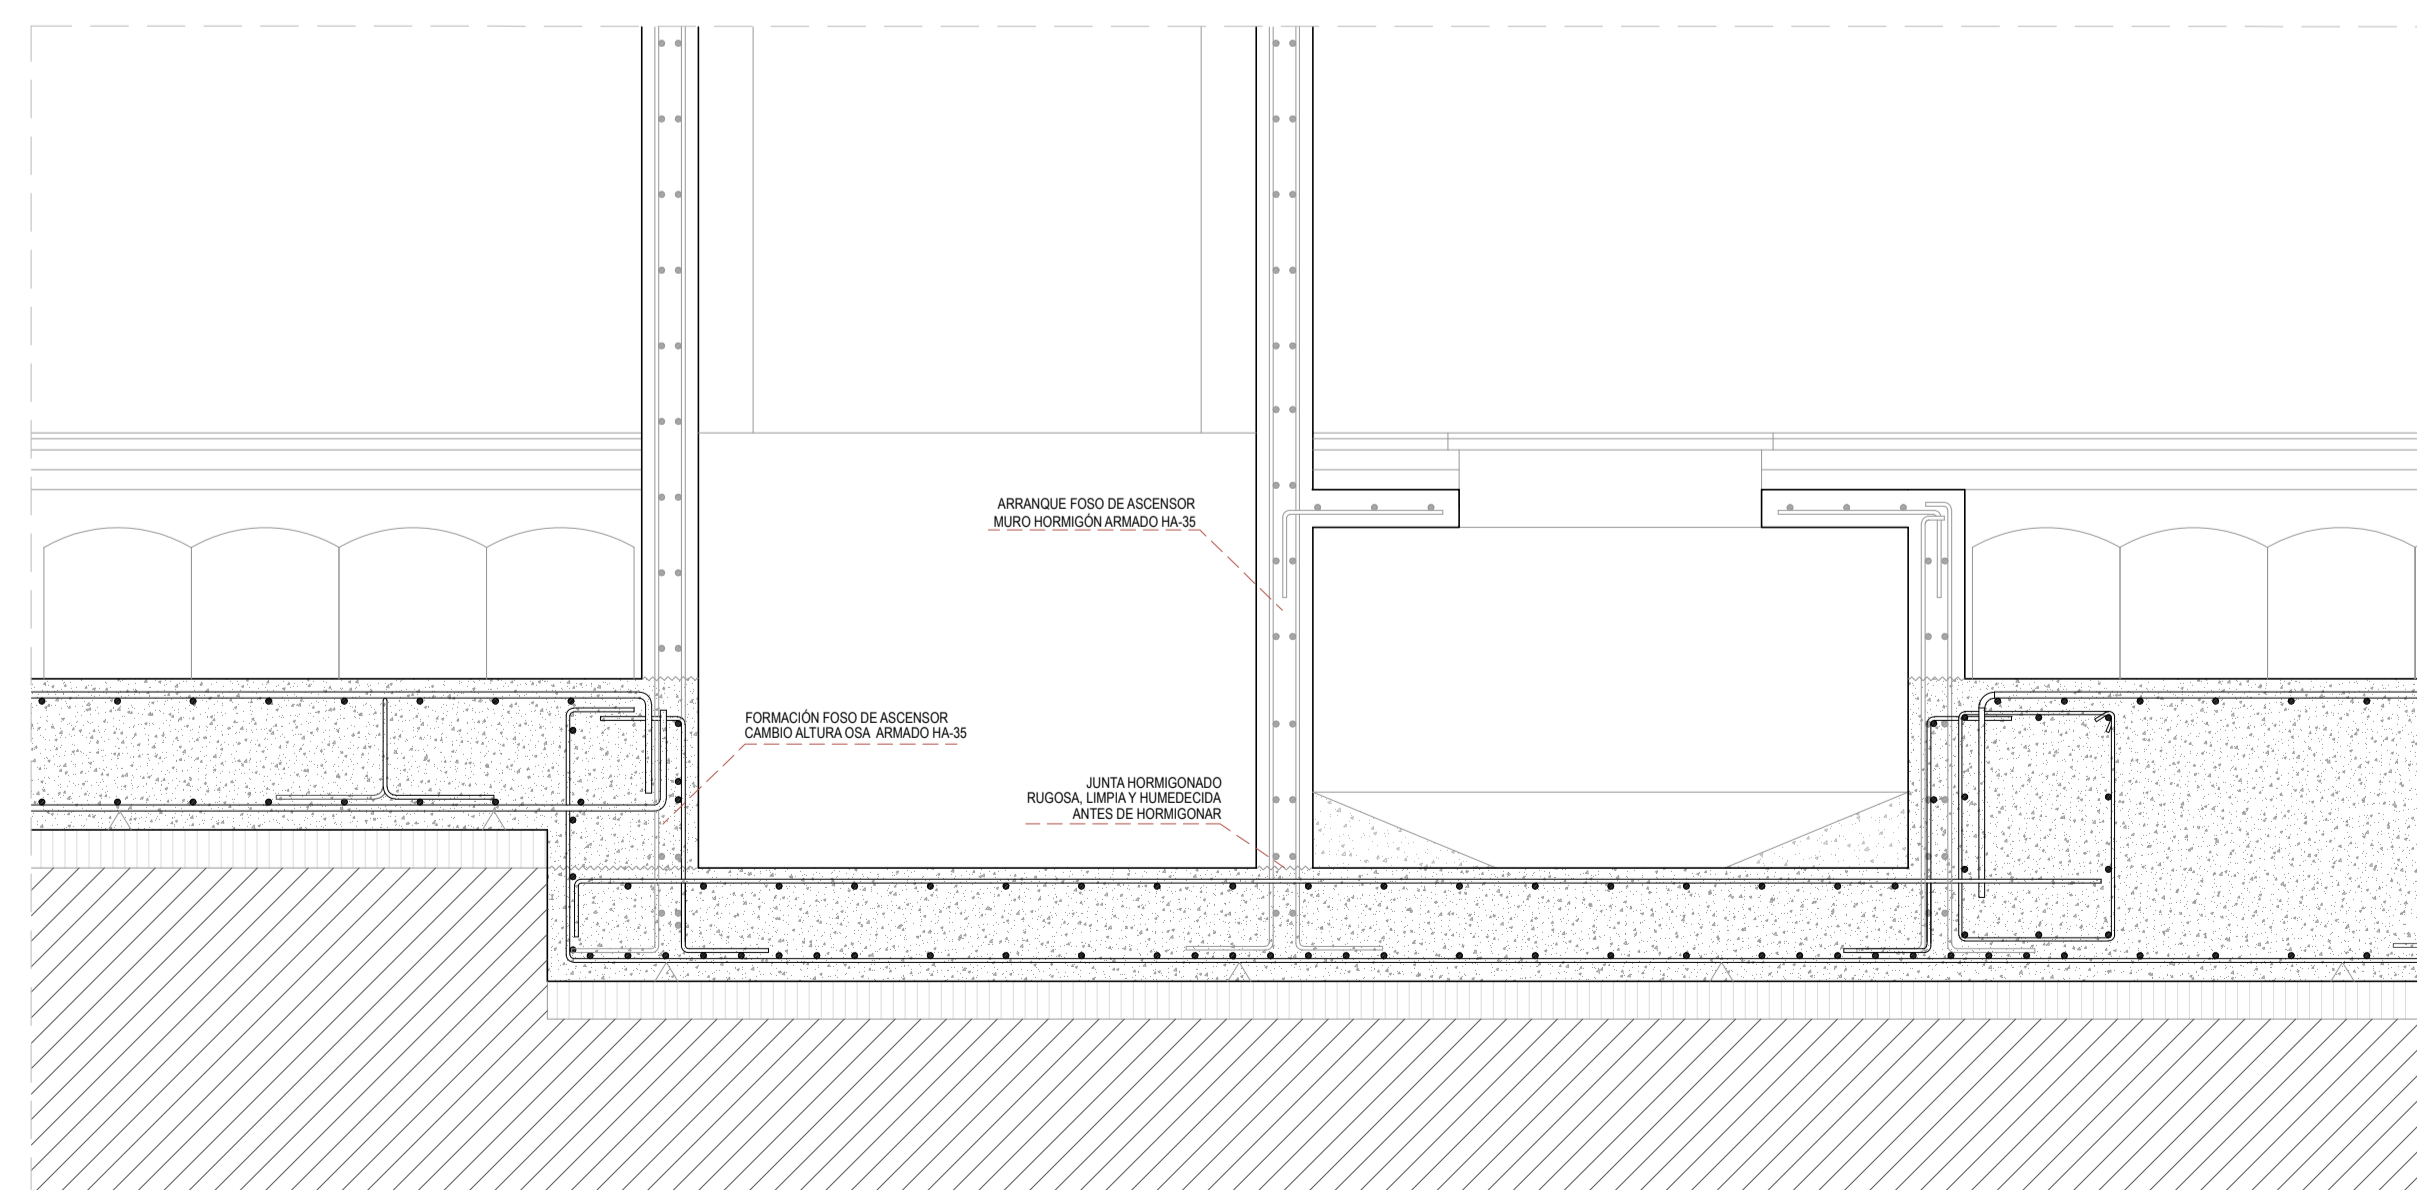 ARRANQUE FOSO DE ASCENSOR
MURO HORMIGÓN ARMADO HA-35
FORMACIÓN FOSO DE ASCENSOR
CAMBIO ALTURA OSA ARMADO HA-35
JUNTA HORMIGONADO
RUGOSA, LIMPIA Y HUMEDECIDA
ANTES DE HORMIGONAR